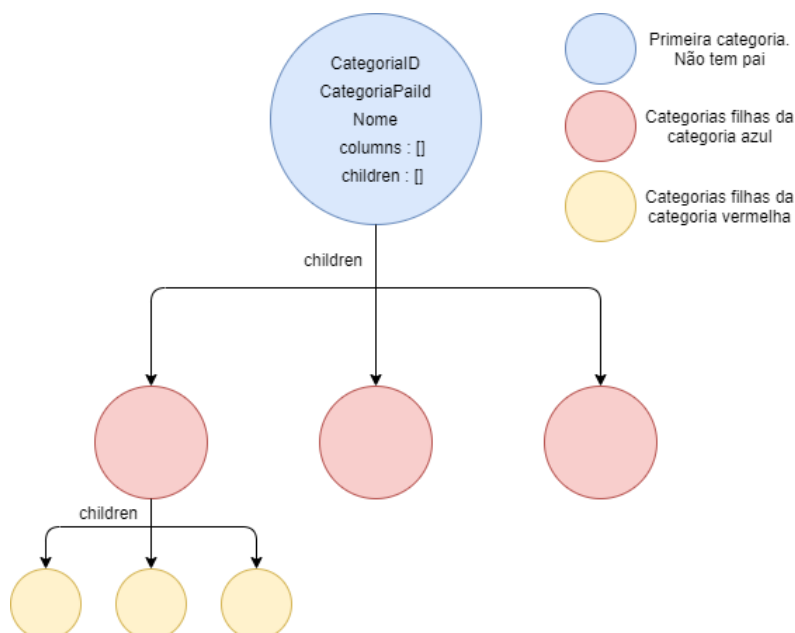 CategoriaID
CategoriaPaiId
Nome
columns : []
children : []
Primeira categoria.
Não tem pai
Categorias filhas da
categoria azul
Categorias filhas da
categoria vermelha
children
children